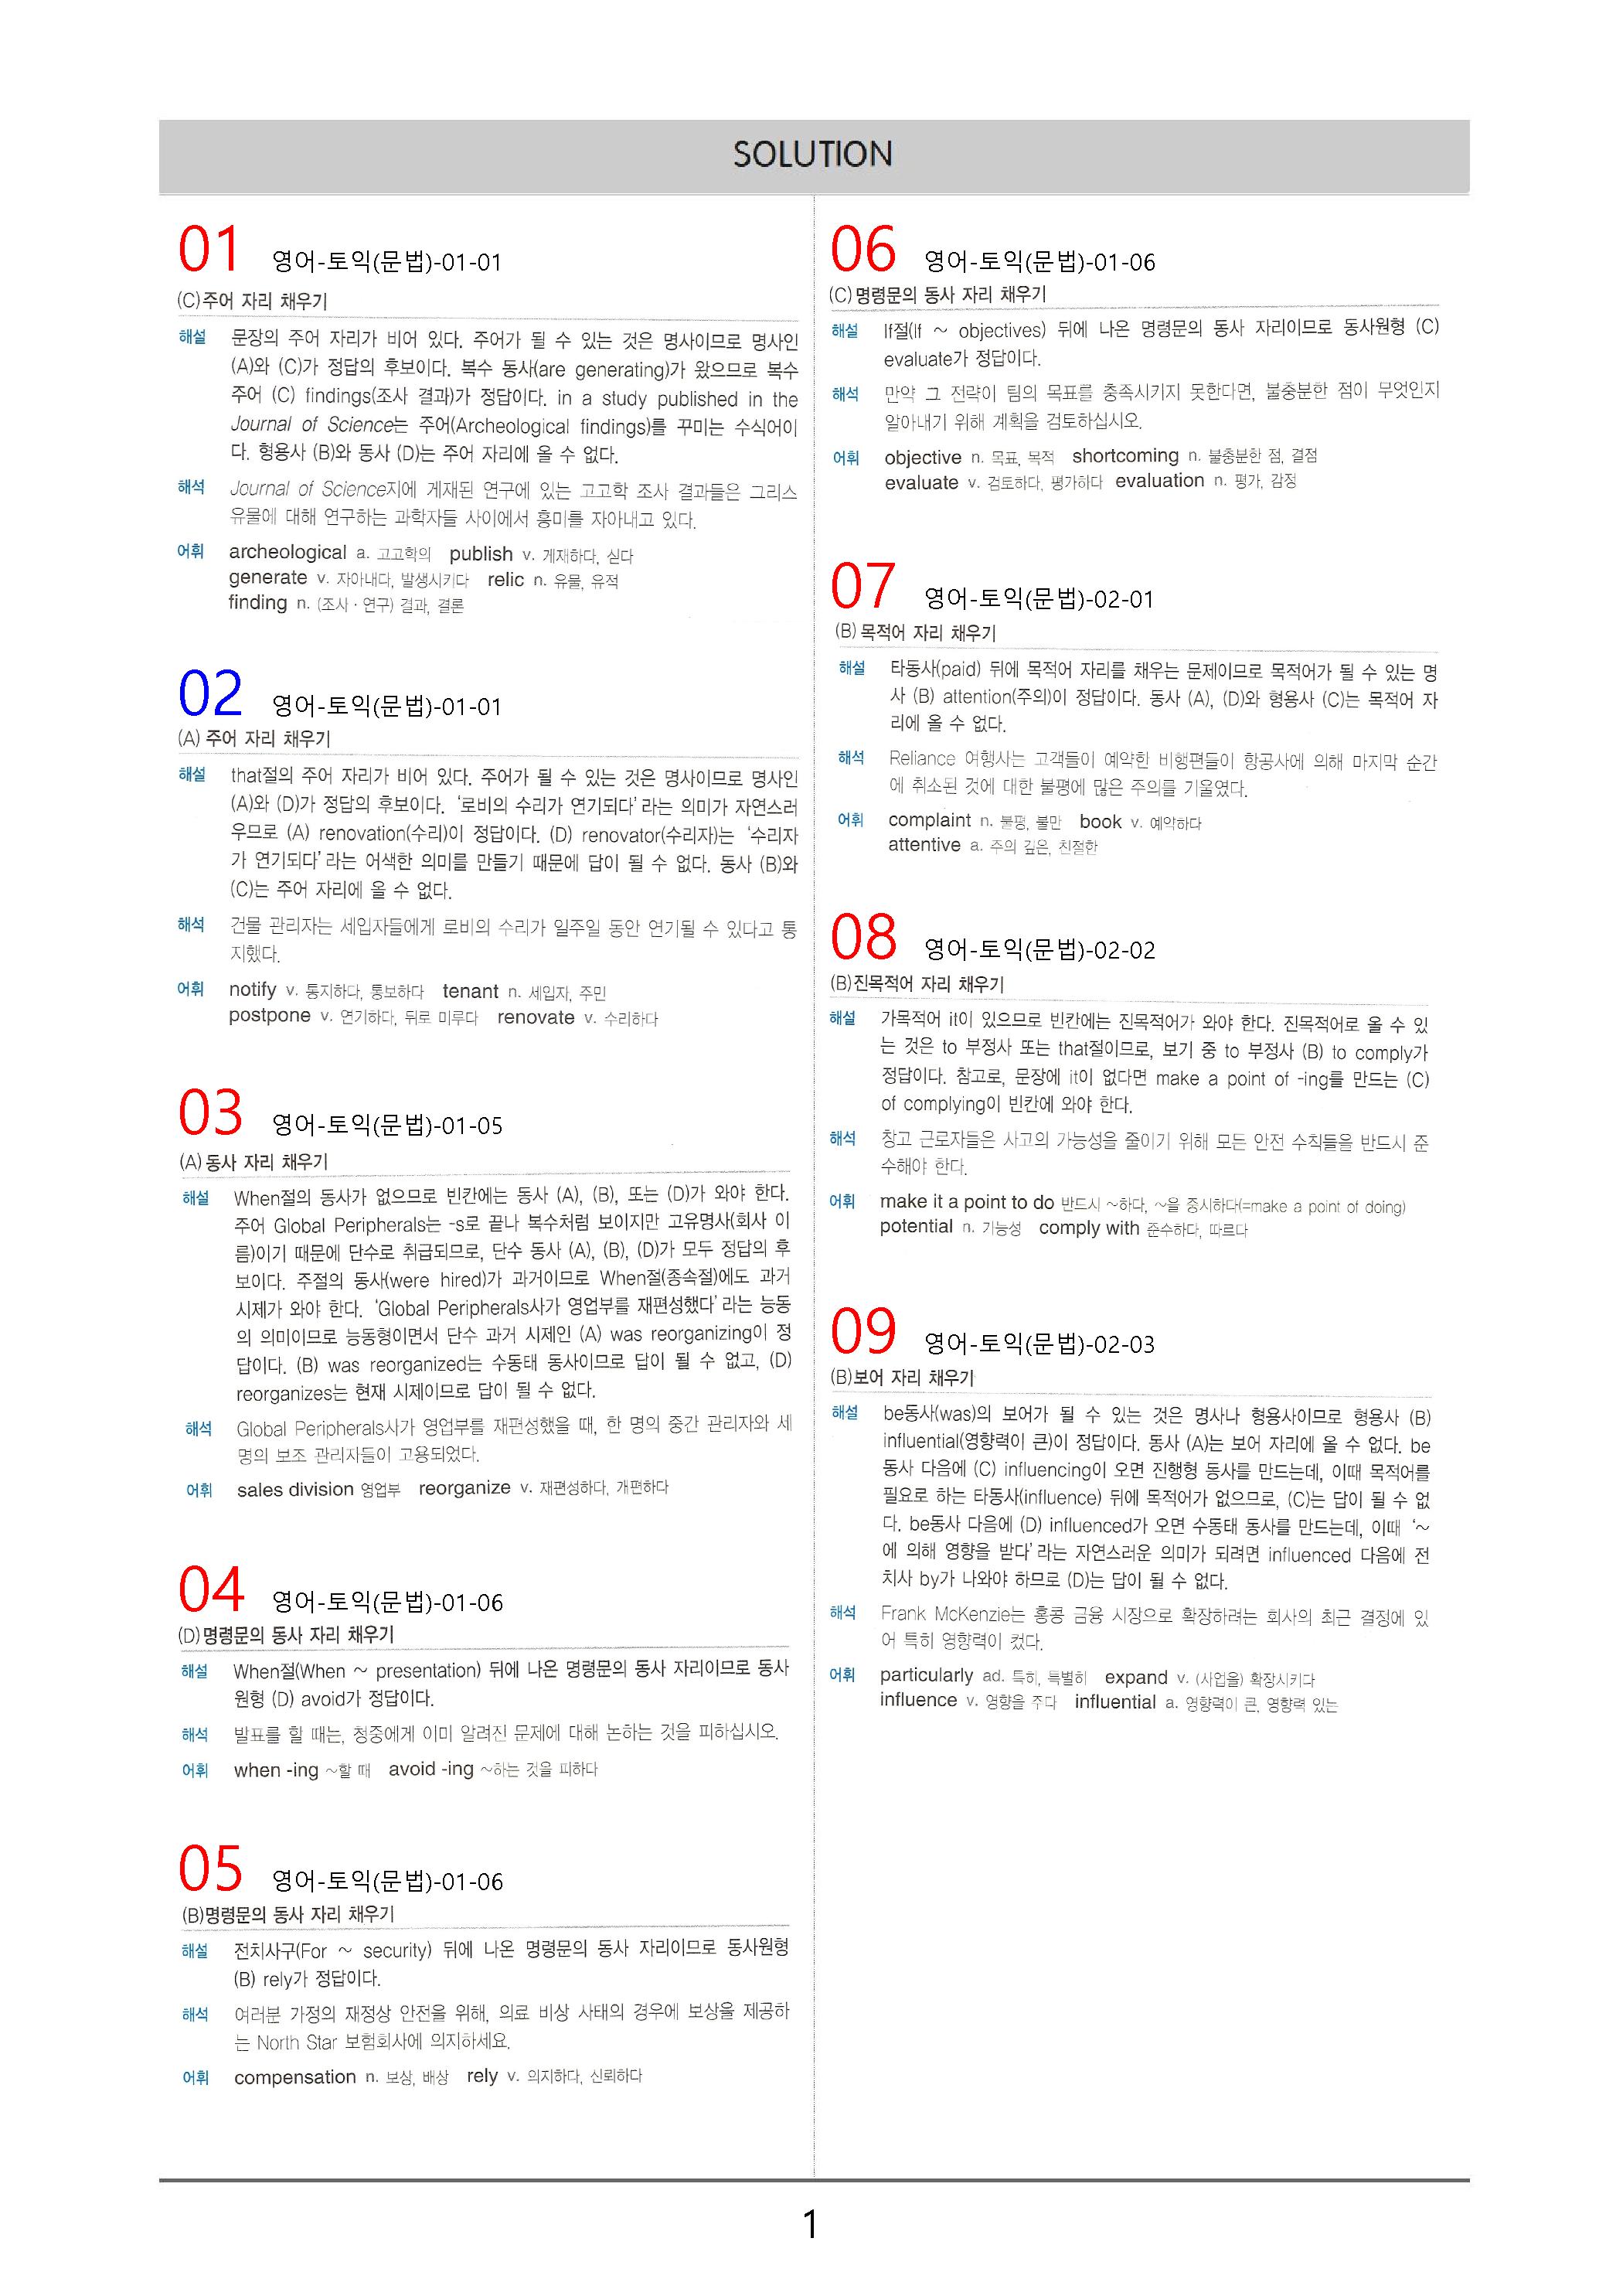 SOLUTION
01 영어-토익(문법)-01-01
(C) 주어 자리 채우기
해설 문장의 주어 자리가 비어 있다. 주어가 될 수 있는 것은 명사이므로 명사인
(A)와 (C)가 정답의 후보이다. 복수 동사(are generating)가 왔으므로 복수
주어 (C) findings(조사 결과)가 정답이다. in a study published in the
Journal of Science는 주어(Archeological findings)를 꾸미는 수식어이
다. 형용사 (B)와 동사 (D)는 주어 자리에 올 수 없다.
해석 Journal of Science지에 게재된 연구에 있는 고고학 조사 결과들은 그리스
유물에 대해 연구하는 과학자들 사이에서 흥미를 자아내고 있다.
어휘 archeological a. 고고학의 publish v. 게재하다, 싣다
generate v. 자아내다, 발생시키다 relic n. 유물, 유적
finding n. (조사·연구) 결과, 결론
02 영어-토익(문법)-01-01
(A) 주어 자리 채우기
해설 that절의 주어 자리가 비어 있다. 주어가 될 수 있는 것은 명사이므로 명사인
(A)와 (D)가 정답의 후보이다. ‘로비의 수리가 연기되다’라는 의미가 자연스러
우므로 (A) renovation(수리)이 정답이다. (D) renovator(수리자)는 ‘수리자
가 연기되다’라는 어색한 의미를 만들기 때문에 답이 될 수 없다. 동사 (B)와
(C)는 주어 자리에 올 수 없다.
해석 건물 관리자는 세입자들에게 로비의 수리가 일주일 동안 연기될 수 있다고 통
지했다.
어휘 notify v. 통지하다, 통보하다 tenant n. 세입자, 주민
postpone v. 연기하다, 뒤로 미루다 renovate v. 수리하다
03 영어-토익(문법)-01-05
(A) 동사 자리 채우기
해설 When절의 동사가 없으므로 빈칸에는 동사 (A), (B), 또는 (D)가 와야 한다.
주어 Global Peripherals는 -s로 끝나 복수처럼 보이지만 고유명사(회사 이
름)이기 때문에 단수로 취급되므로, 단수 동사 (A), (B), (D)가 모두 정답의 후
보이다. 주절의 동사(were hired)가 과거이므로 When절(종속절)에도 과거
시제가 와야 한다. ‘Global Peripherals사가 영업부를 재편성했다’라는 능동
의 의미이므로 능동형이면서 단수 과거 시제인 (A) was reorganizing이 정
답이다. (B) was reorganized는 수동태 동사이므로 답이 될 수 없고, (D)
reorganizes는 현재 시제이므로 답이 될 수 없다.
해석 Global Peripherals사가 영업부를 재편성했을 때, 한 명의 중간 관리자와 세
명의 보조 관리자들이 고용되었다.
어휘 sales division 영업부 reorganize v. 재편성하다, 개편하다
04 영어-토익(문법)-01-06
(D) 명령문의 동사 자리 채우기
해설 When절(When ~ presentation) 뒤에 나온 명령문의 동사 자리이므로 동사
원형 (D) avoid가 정답이다.
해석 발표를 할 때는, 청중에게 이미 알려진 문제에 대해 논하는 것을 피하십시오.
어휘 when -ing ~할 때 avoid -ing ~하는 것을 피하다
05 영어-토익(문법)-01-06
(B)명령문의 동사 자리 채우기
해설 전치사구(For ~ security) 뒤에 나온 명령문의 동사 자리이므로 동사원형
(B) rely가 정답이다.
해석 여러분 가정의 재정상 안전을 위해, 의료 비상 사태의 경우에 보상을 제공하
는 North Star 보험회사에 의지하세요.
어휘 compensation n. 보상, 배상 rely v. 의지하다, 신뢰하다
06 영어-토익(문법)-01-06
(C) 명령문의 동사 자리 채우기
해설 If절(If ~ objectives) 뒤에 나온 명령문의 동사 자리이므로 동사원형 (C)
evaluate가 정답이다.
해석 만약 그 전략이 팀의 목표를 충족시키지 못한다면, 불충분한 점이 무엇인지
알아내기 위해 계획을 검토하십시오.
어휘 objective n. 목표, 목적 shortcoming n. 불충분한 점, 결점
evaluate v. 검토하다, 평가하다 evaluation n. 평가, 감정
07 영어-토익(문법)-02-01
(B) 목적어 자리 채우기
해설 타동사(paid) 뒤에 목적어 자리를 채우는 문제이므로 목적어가 될 수 있는 명
사 (B) attention(주의)이 정답이다. 동사 (A), (D)와 형용사 (C)는 목적어 자
리에 올 수 없다.
해석 Reliance 여행사는 고객들이 예약한 비행편들이 항공사에 의해 마지막 순간
에 취소된 것에 대한 불평에 많은 주의를 기울였다.
어휘 complaint n. 불평, 불만 book v. 예약하다
attentive a. 주의 깊은, 친절한
08 영어-토익(문법)-02-02
(B)진목적어 자리 채우기
해설 가목적어 it이 있으므로 빈칸에는 진목적어가 와야 한다. 진목적어로 올 수 있
는 것은 to 부정사 또는 that절이므로, 보기 중 to 부정사 (B) to comply가
정답이다. 참고로, 문장에 it이 없다면 make a point of -ing를 만드는 (C)
of complying이 빈칸에 와야 한다.
해석 창고 근로자들은 사고의 가능성을 줄이기 위해 모든 안전 수칙들을 반드시 준
수해야 한다.
어휘 make it a point to do 반드시 ~하다, ~을 중시하다(=make a point of doing)
potential n. 가능성 comply with 준수하다, 따르다
09 영어-토익(문법)-02-03
(B)보어 자리 채우기
해설 be동사(was)의 보어가 될 수 있는 것은 명사나 형용사이므로 형용사 (B)
influential(영향력이 큰)이 정답이다. 동사 (A)는 보어 자리에 올 수 없다. be
동사 다음에 (C) influencing이 오면 진행형 동사를 만드는데, 이때 목적어를
필요로 하는 타동사(influence) 뒤에 목적어가 없으므로, (C)는 답이 될 수 없
다. be동사 다음에 (D) influenced가 오면 수동태 동사를 만드는데, 이때 ‘~
에 의해 영향을 받다’라는 자연스러운 의미가 되려면 influenced 다음에 전
치사 by가 나와야 하므로 (D)는 답이 될 수 없다.
해석 Frank McKenzie는 홍콩 금융 시장으로 확장하려는 회사의 최근 결정에 있
어 특히 영향력이 컸다.
어휘 particularly ad. 특히, 특별히 expand v. (사업을) 확장시키다
influence v. 영향을 주다 influential a. 영향력이 큰, 영향력 있는
1